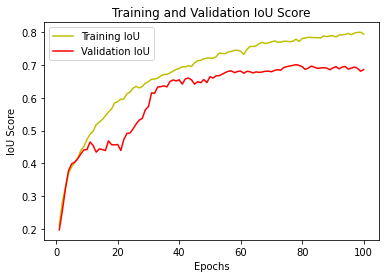 Training and Validation IoU Score
Training IoU
Validation IoU
0.8
0.7
0.6
0.5
0.4
0.3
0.2
IoU Score
0
20
40
60
80
100
Epochs